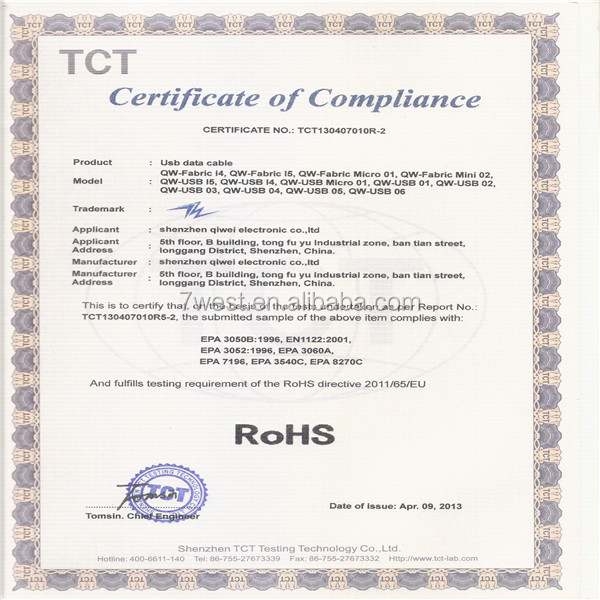 TCT
Certificate of Compliance
CERTIFICATE NO.: TCT130407010R-2
Product : Usb data cable
Model : QW-Fabric I4, QW-Fabric I5, QW-Fabric Micro 01, QW-Fabric Mini 02,
QW-USB I5, QW-USB I4, QW-USB Micro 01, QW-USB 01, QW-USB 02,
QW-USB 03, QW-USB 04, QW-USB 05, QW-USB 06
Trademark :
Applicant : shenzhen qiwei electronic co.,ltd
Applicant Address : 5th floor, B building, tong fu yu Industrial zone, ban tian street,
longgang District, Shenzhen, China.
Manufacturer : shenzhen qiwei electronic co.,ltd
Manufacturer Address : 5th floor, B building, tong fu yu Industrial zone, ban tian street,
longgang District, Shenzhen, China.
7west.en.alibaba.com
This is to certify that, on the basis of the tests undertaken as per Report No.:
TCT130407010R5-2, the submitted sample of the above item complies with:
EPA 3050B:1996, EN1122:2001,
EPA 3052:1996, EPA 3060A,
EPA 7196, EPA 3540C, EPA 8270C
And fulfills testing requirement of the RoHS directive 2011/65/EU
RoHS
TESTING TECHNOLOGY
TCT
Tomsin
Tomsin. Chief Engineer
Date of Issue: Apr. 09, 2013
Shenzhen TCT Testing Technology Co.,Ltd.
Hotline: 400-6611-140 Tel: 86-755-27673339 Fax: 86-755-27673332 Http://www.tct-lab.com